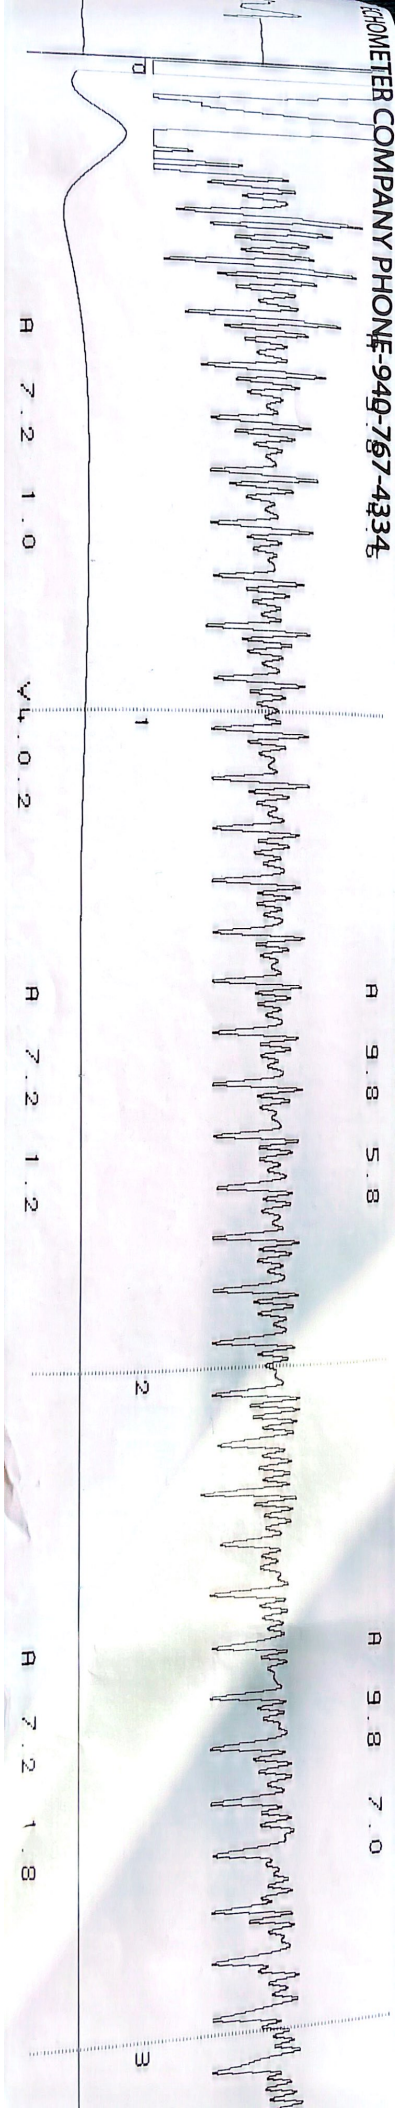 ECHOMETER COMPANY PHONE-940-767-4334
0
A 7.2 1.0
V4.0.2
1
A 9.8 5.8
A 7.2 1.2
2
A 9.8 7.0
A 7.2 1.8
3